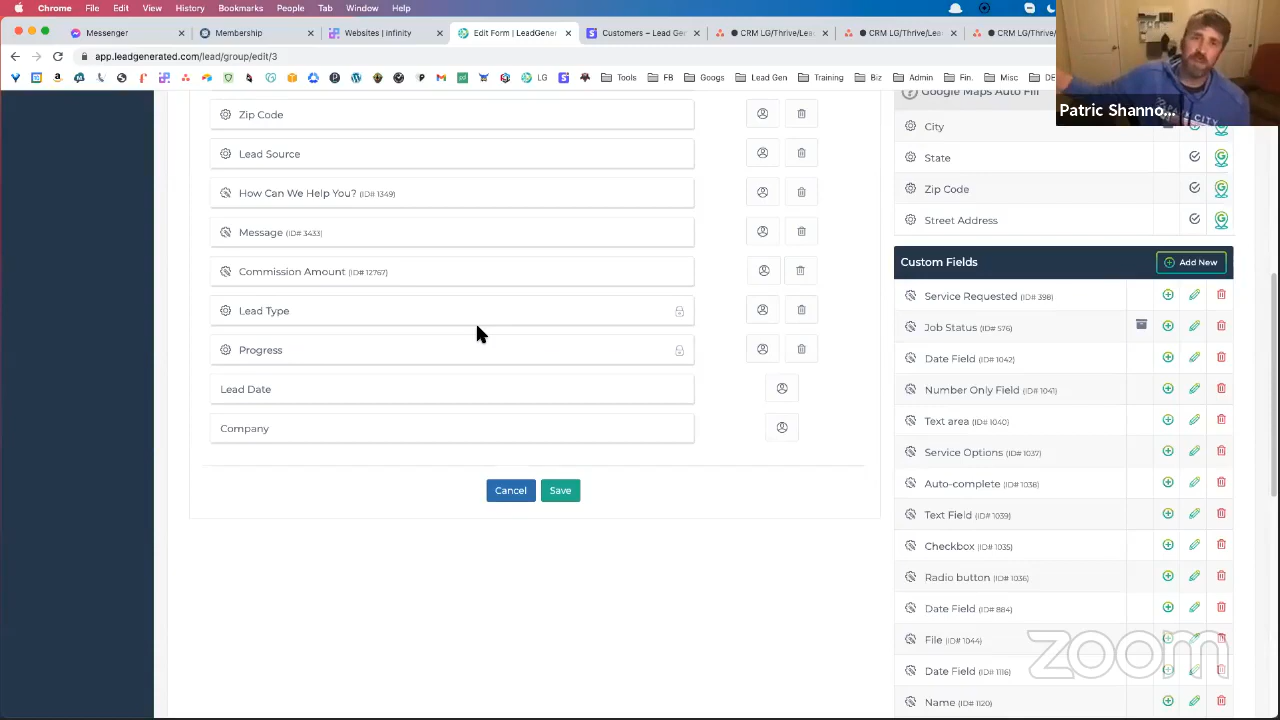 Chrome File Edit View History Bookmarks People Tab Window Help
Messenger
Membership
Websites | infinity
Edit Form | LeadGener
Customers – Lead Gen
CRM LG/Thrive/Lea
CRM LG/Thrive/Lea
CRM LG/Thrive/Lea
app.leadgenerated.com/lead/group/edit/3
LG
Tools
FB
Googs
Lead Gen
Training
Biz
Admin
Fin.
Misc
Patric Shanno...
Google Maps Auto Fill
Zip Code
Lead Source
How Can We Help You? (ID# 1349)
Message (ID# 3433)
Commission Amount (ID# 12767)
Lead Type
Progress
Lead Date
Company
Cancel
Save
City
State
Zip Code
Street Address
Custom Fields
Add New
Service Requested (ID# 398)
Job Status (ID# 576)
Date Field (ID# 1042)
Number Only Field (ID# 1041)
Text area (ID# 1040)
Service Options (ID# 1037)
Auto-complete (ID# 1038)
Text Field (ID# 1039)
Checkbox (ID# 1035)
Radio button (ID# 1036)
Date Field (ID# 884)
File (ID# 1044)
Date Field (ID# 1116)
Name (ID# 1120)
zoom